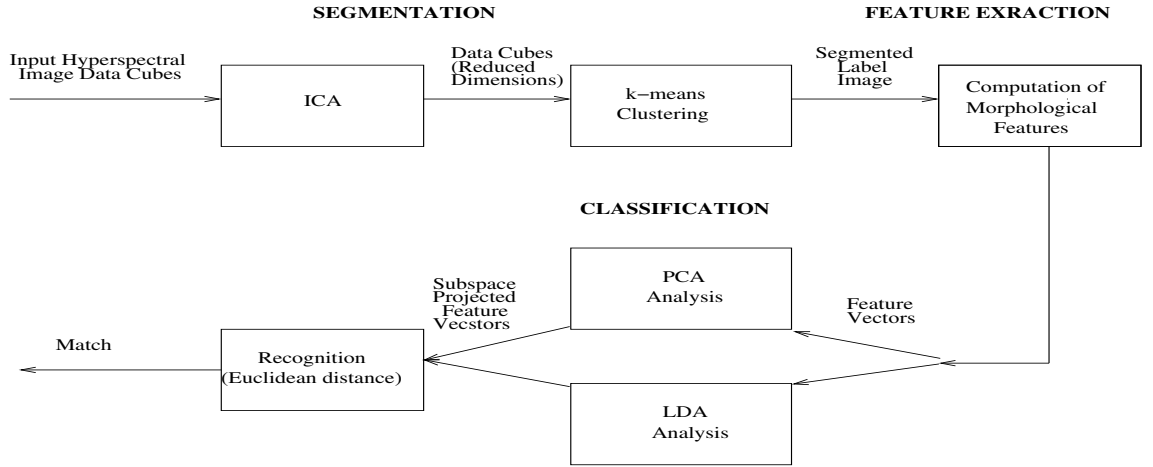 SEGMENTATION
FEATURE EXRACTION
Input Hyperspectral
Image Data Cubes
ICA
Data Cubes
(Reduced
Dimensions)
k−means
Clustering
Segmented
Label
Image
Computation of
Morphological
Features
CLASSIFICATION
PCA
Analysis
Feature
Vectors
LDA
Analysis
Subspace
Projected
Feature
Vecstors
Recognition
(Euclidean distance)
Match